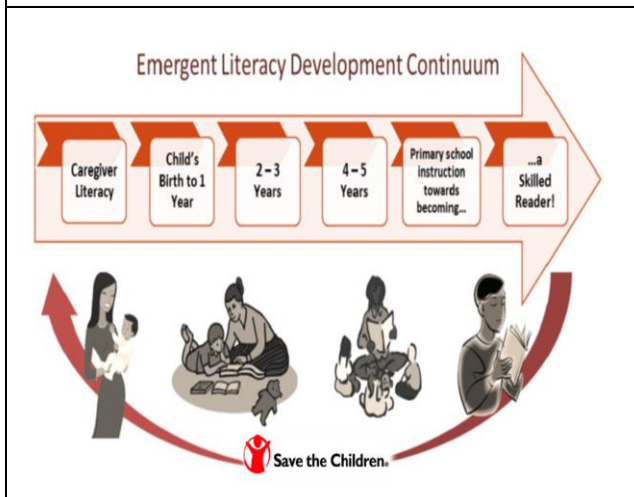 Emergent Literacy Development Continuum
Caregiver
Literacy
Child's
Birth to 1
Year
2 – 3
Years
4 – 5
Years
Primary school
instruction
towards
becoming...
...a
Skilled
Reader!
Save the Children®